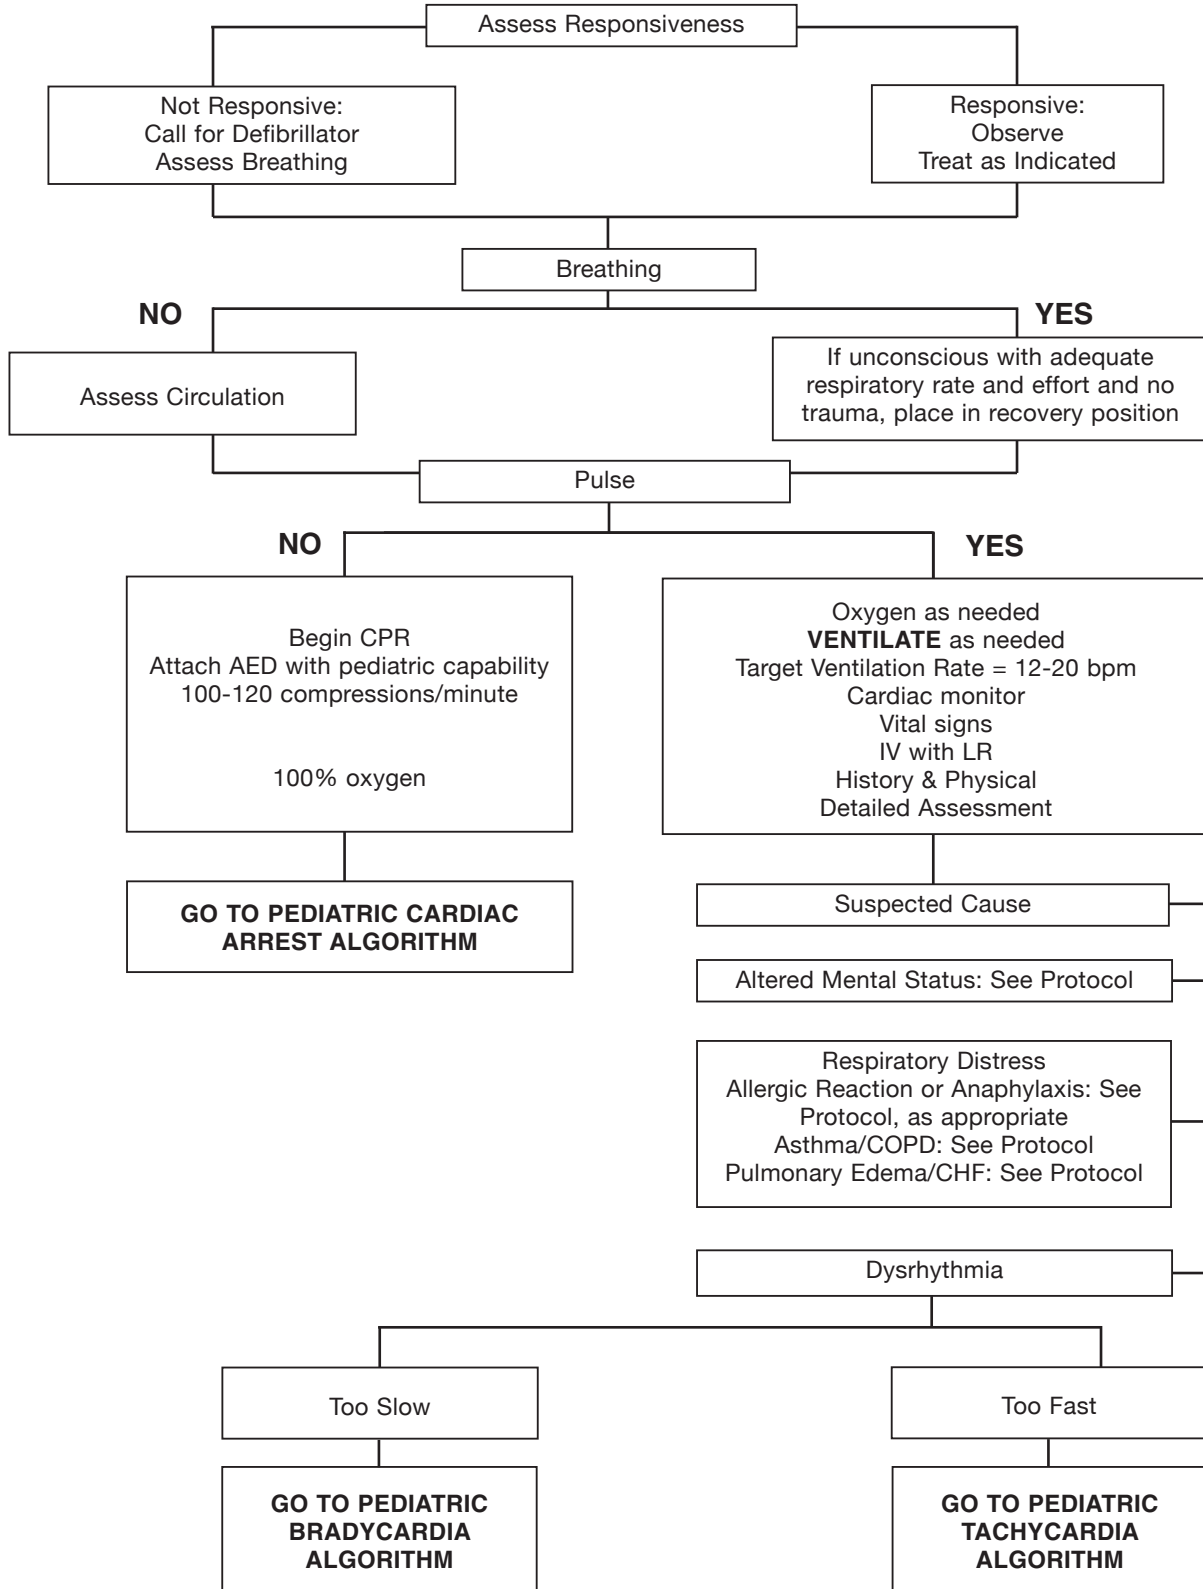 Assess Responsiveness
Not Responsive:
Call for Defibrillator
Assess Breathing
Responsive:
Observe
Treat as Indicated
Breathing
NO
YES
Assess Circulation
If unconscious with adequate
respiratory rate and effort and no
trauma, place in recovery position
Pulse
NO
YES
Begin CPR
Attach AED with pediatric capability
100-120 compressions/minute
100% oxygen
Oxygen as needed
VENTILATE as needed
Target Ventilation Rate = 12-20 bpm
Cardiac monitor
Vital signs
IV with LR
History & Physical
Detailed Assessment
GO TO PEDIATRIC CARDIAC
ARREST ALGORITHM
Suspected Cause
Altered Mental Status: See Protocol
Respiratory Distress
Allergic Reaction or Anaphylaxis: See
Protocol, as appropriate
Asthma/COPD: See Protocol
Pulmonary Edema/CHF: See Protocol
Dysrhythmia
Too Slow
Too Fast
GO TO PEDIATRIC
BRADYCARDIA
ALGORITHM
GO TO PEDIATRIC
TACHYCARDIA
ALGORITHM